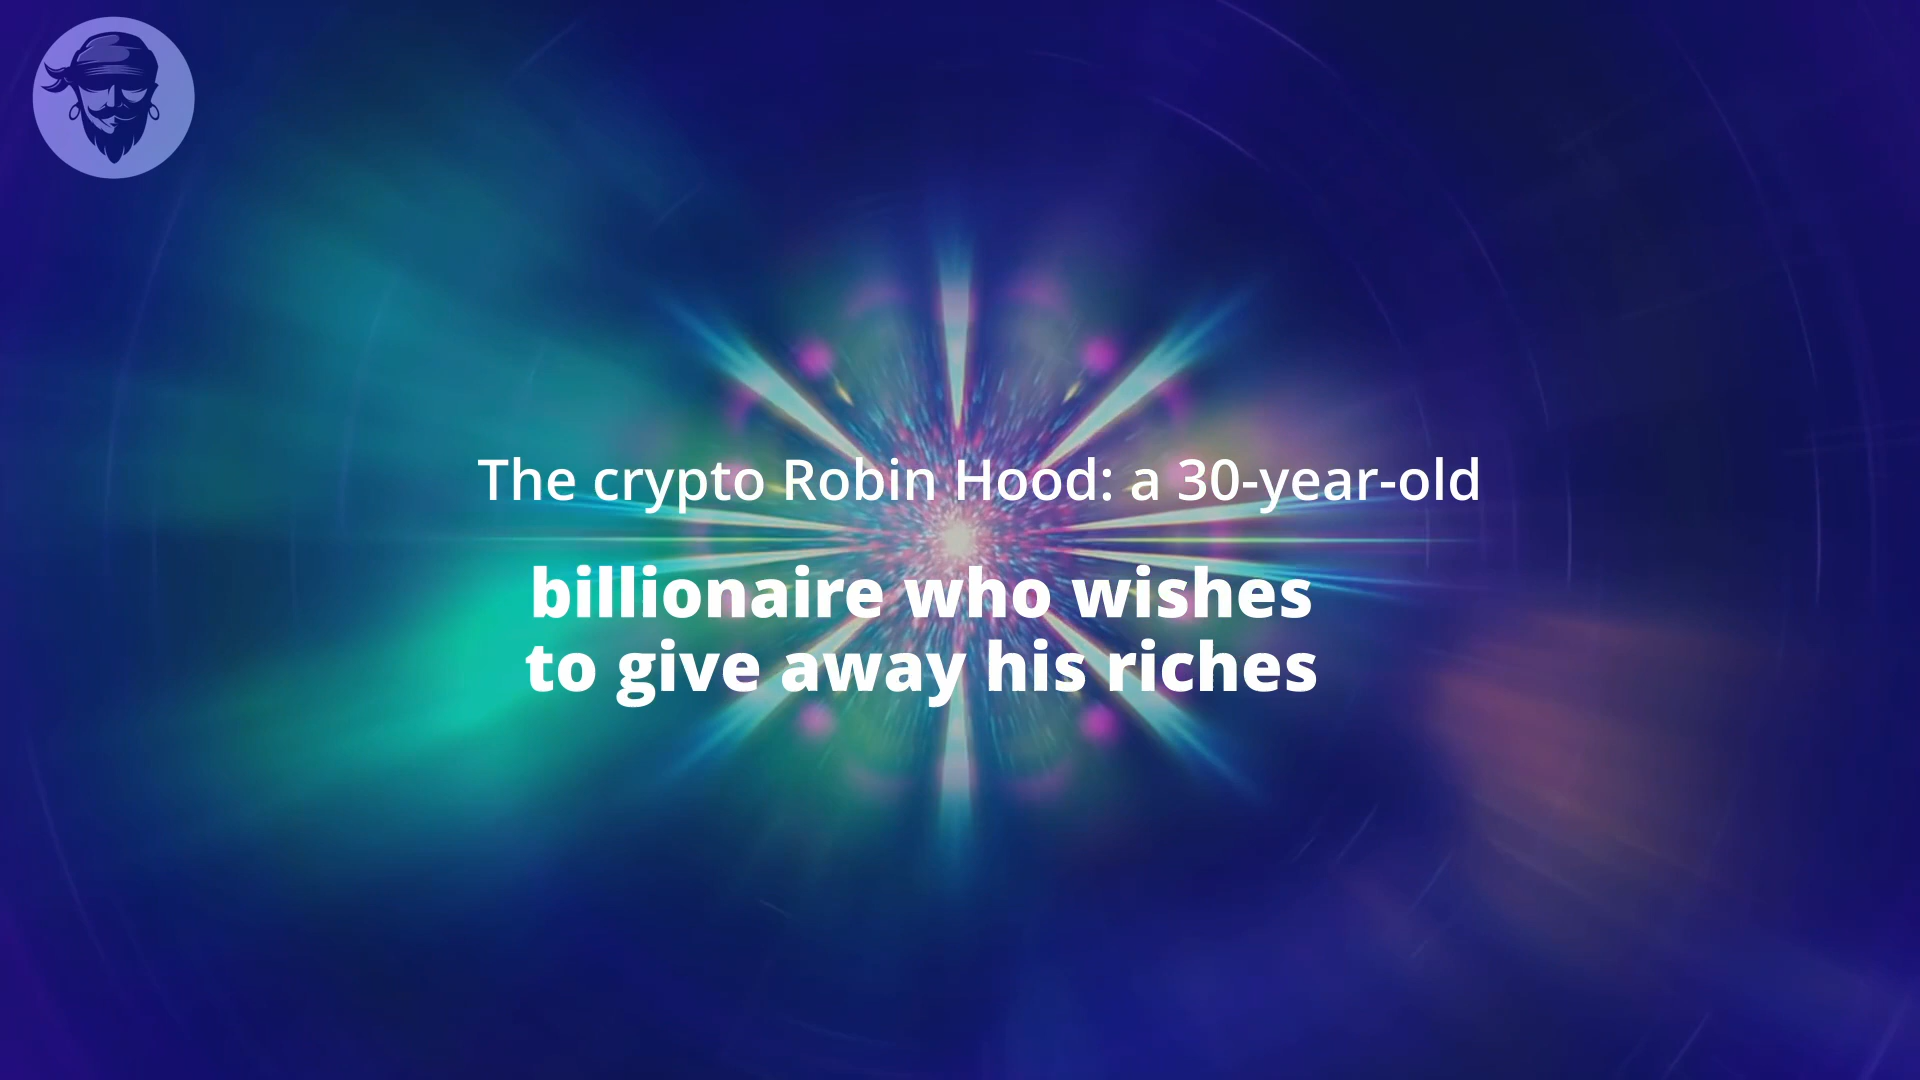 The crypto Robin Hood: a 30-year-old
billionaire who wishes
to give away his riches